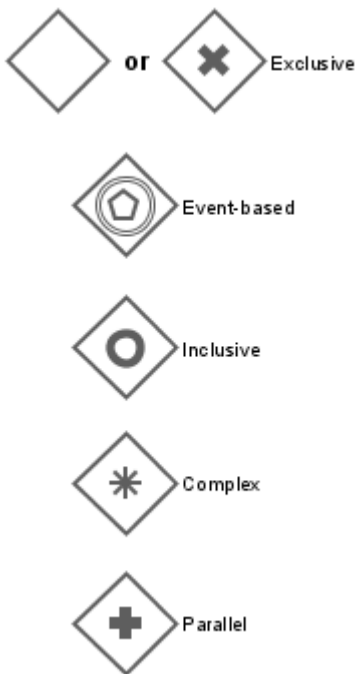 or Exclusive
Event-based
Inclusive
Complex
Parallel